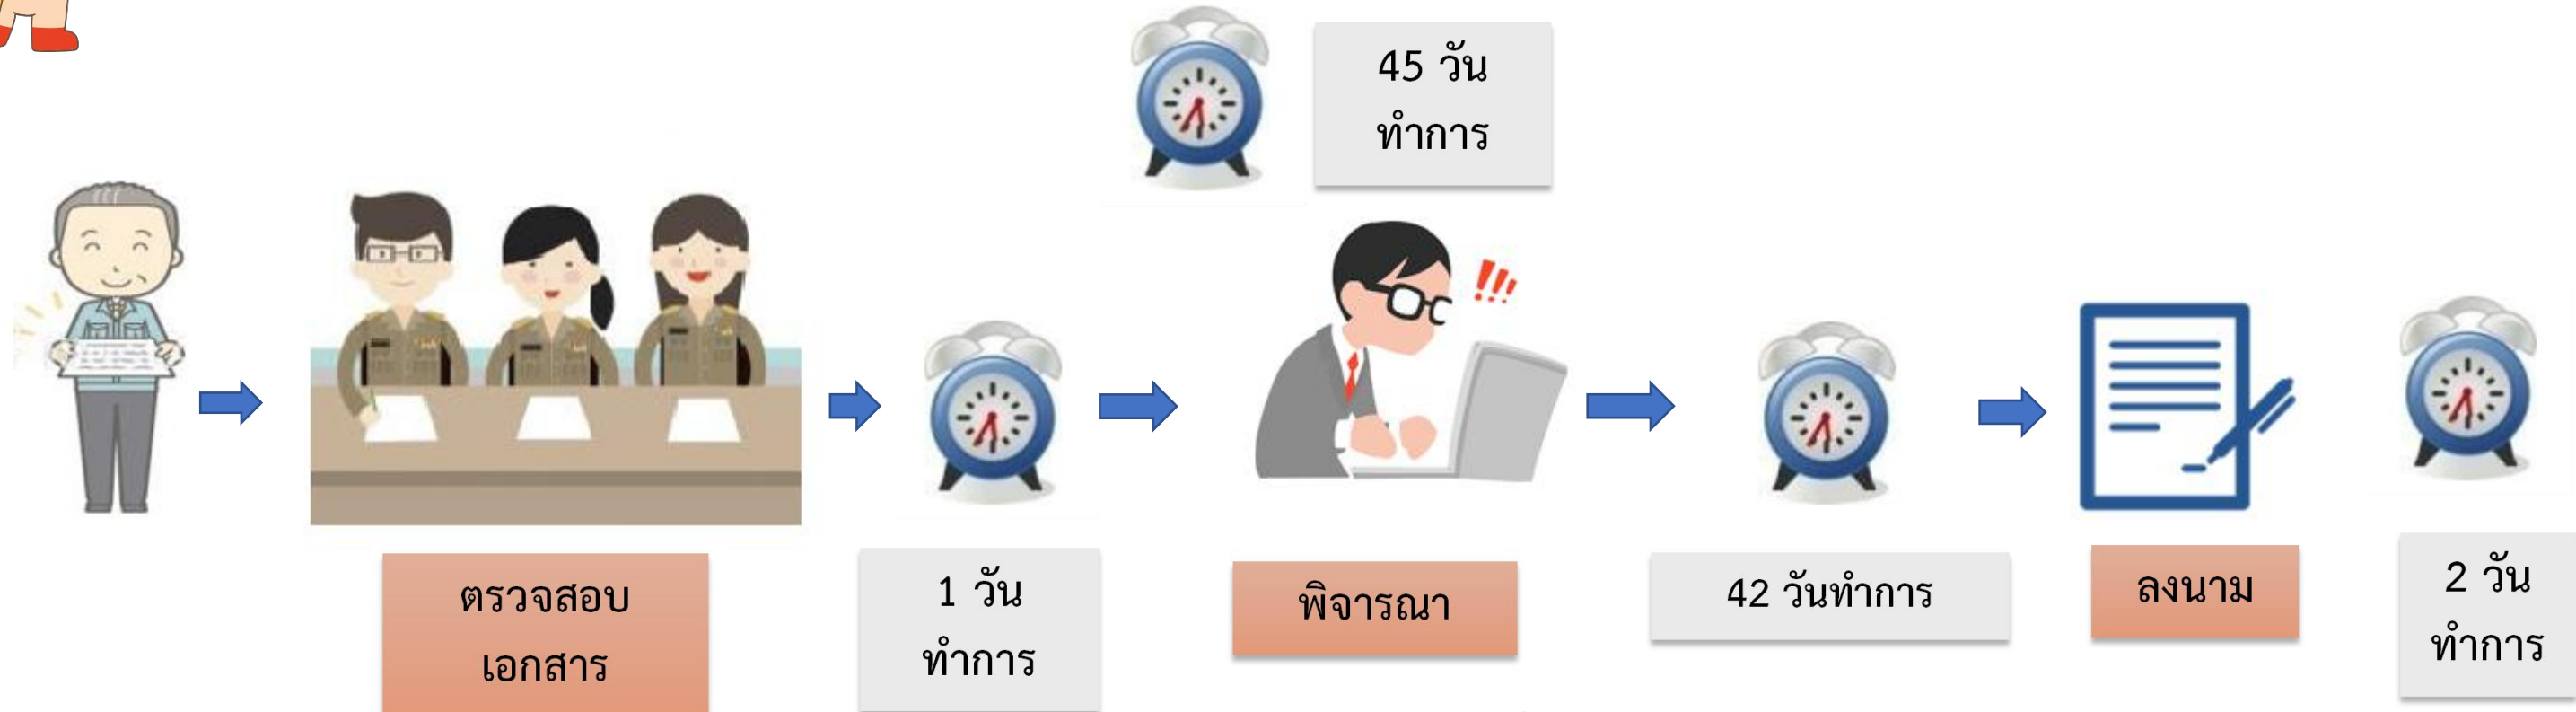 45 วัน
ทำการ
ตรวจสอบ
เอกสาร
1 วัน
ทำการ
พิจารณา
42 วันทำการ
ลงนาม
2 วัน
ทำการ